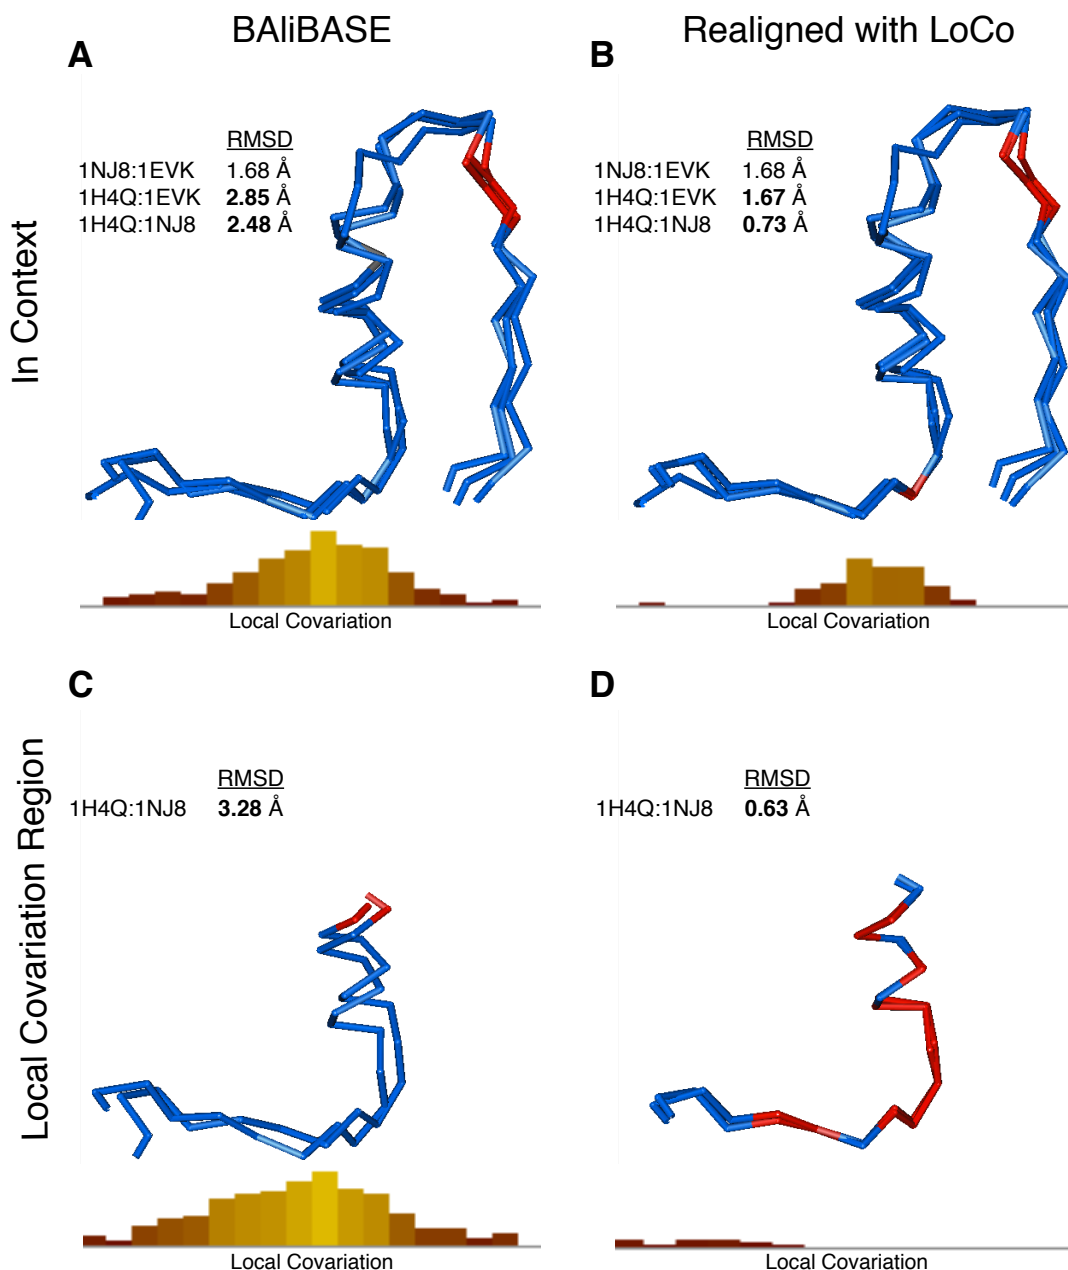 BAliBASE
Realigned with LoCo
In Context
A
RMSD
1NJ8:1EVK 1.68 Å
1H4Q:1EVK 2.85 Å
1H4Q:1NJ8 2.48 Å
Local Covariation
B
RMSD
1NJ8:1EVK 1.68 Å
1H4Q:1EVK 1.67 Å
1H4Q:1NJ8 0.73 Å
Local Covariation
Local Covariation Region
C
RMSD
1H4Q:1NJ8 3.28 Å
Local Covariation
D
RMSD
1H4Q:1NJ8 0.63 Å
Local Covariation